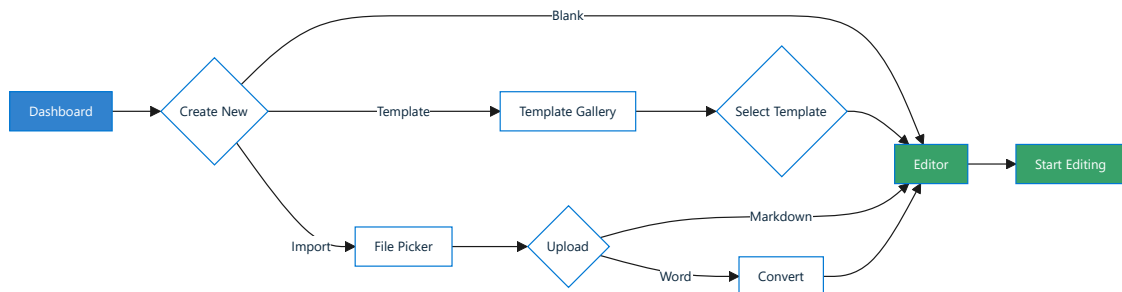 Blank
Dashboard
Create New
Template
Template Gallery
Select Template
Editor
Start Editing
Import
File Picker
Upload
Markdown
Word
Convert